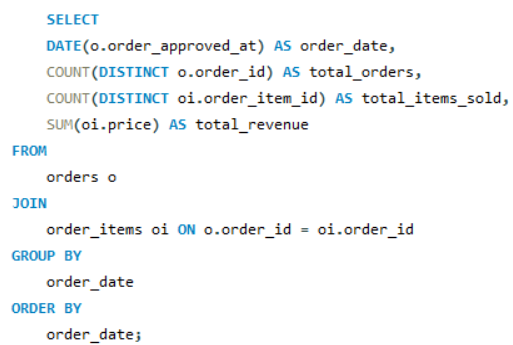 SELECT
DATE(o.order_approved_at) AS order_date,
COUNT(DISTINCT o.order_id) AS total_orders,
COUNT(DISTINCT oi.order_item_id) AS total_items_sold,
SUM(oi.price) AS total_revenue
FROM
orders o
JOIN
order_items oi ON o.order_id = oi.order_id
GROUP BY
order_date
ORDER BY
order_date;